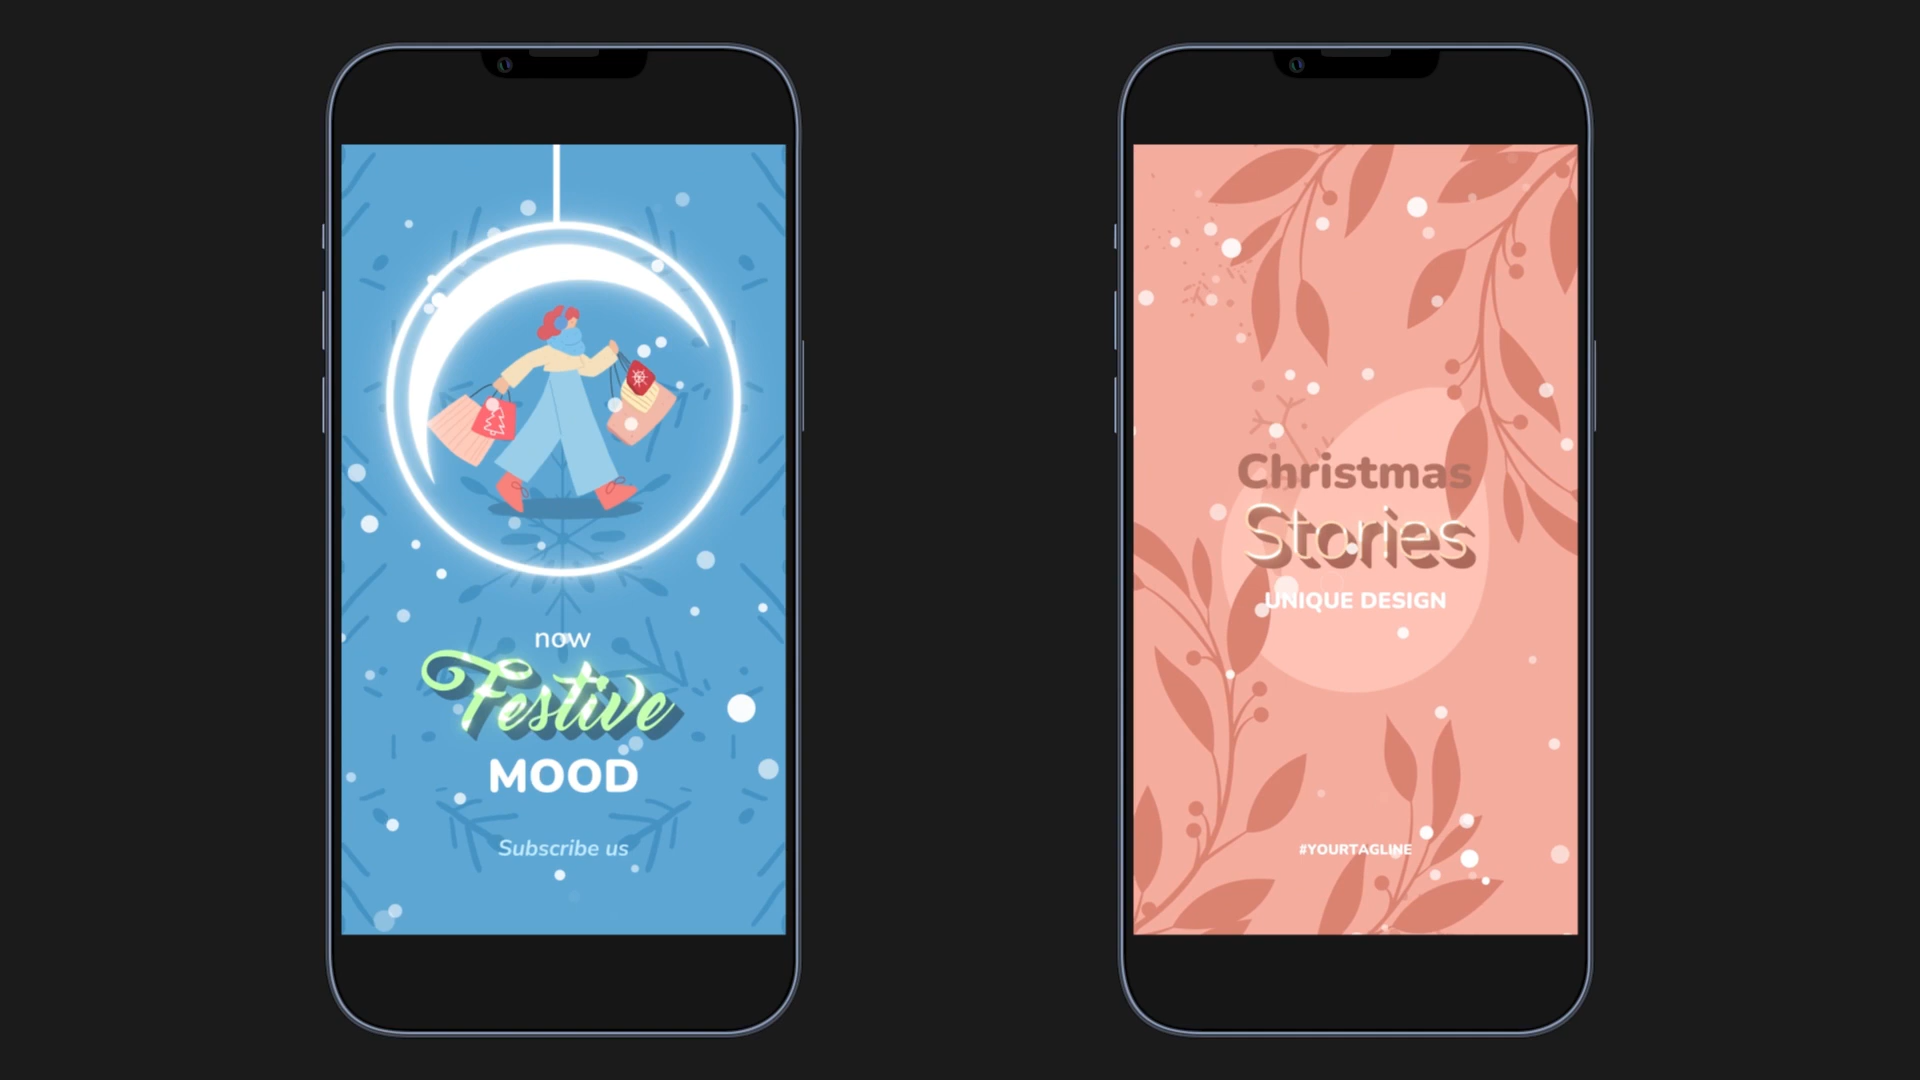 now
Festive
MOOD
Subscribe us
Christmas
Stories
UNIQUE DESIGN
#YOURTAGLINE